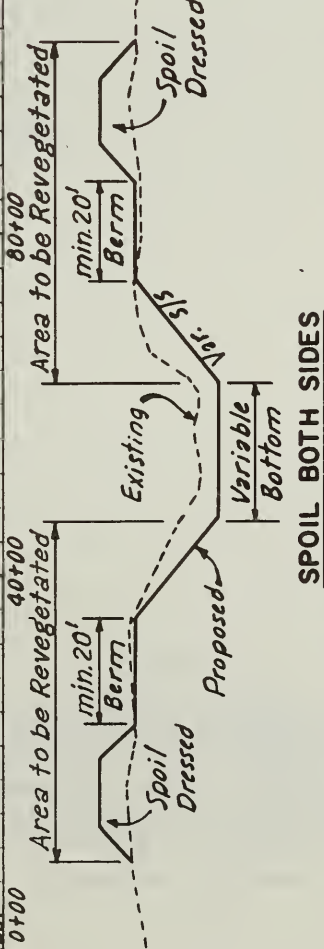 0+00
40+00
80+00
Area to be Revegetated
Area to be Revegetated
min. 20'
Berm
min. 20'
Berm
Spoil
Dressed
Spoil
Dressed
Existing
Proposed
Variable
Bottom
Var.
SPOIL BOTH SIDES